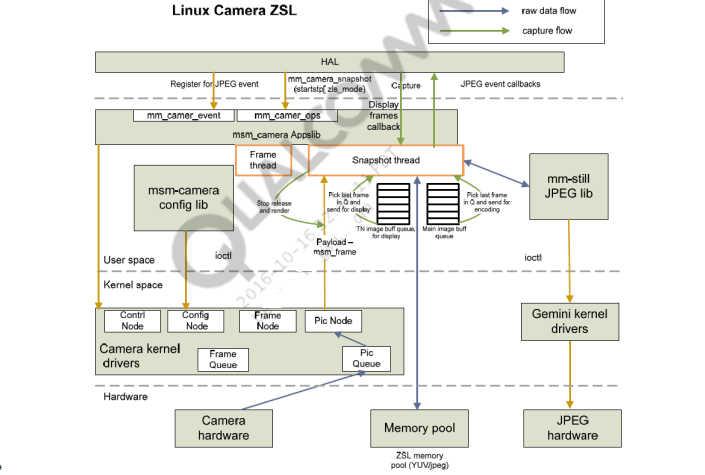 Linux Camera ZSL
raw data flow
capture flow
HAL
Register for JPEG event
mm_camera_snapshot
(startstp[ zls_mode)
Capture
JPEG event callbacks
Display
frames
callback
mm_camer_event
mm_camer_ops
msm_camera Appslib
Frame
thread
Snapshot thread
msm-camera
config lib
mm-still
JPEG lib
Stop release
and render
Pick last frame
in Q and
send for display
Pick last frame
in Q and
send for
encoding
TN image buff queue,
for display
Main image buff
queue
Payload –
msm_frame
User space
ioctl
ioctl
Kernel space
Contrl
Node
Config
Node
Frame
Node
Pic Node
Gemini kernel
drivers
Camera kernel
drivers
Frame
Queue
Pic
Queue
Hardware
Camera
hardware
Memory pool
JPEG
hardware
ZSL memory
pool (YUV/jpeg)
QUALCOMM